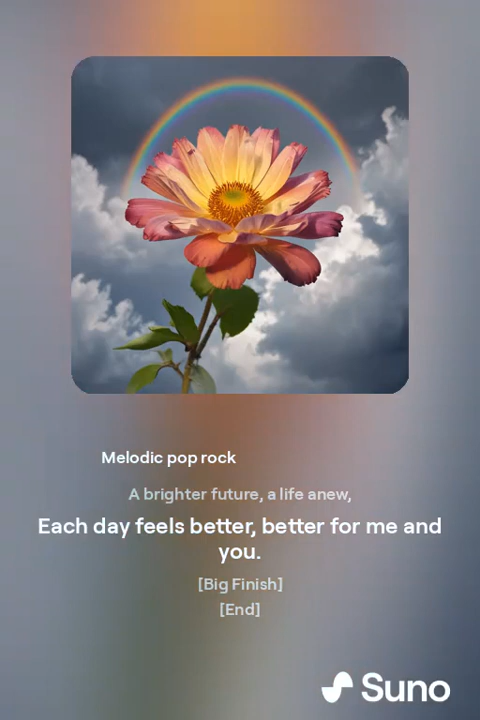 Melodic pop rock
A brighter future, a life anew,
Each day feels better, better for me and
you.
[Big Finish]
[End]
Suno